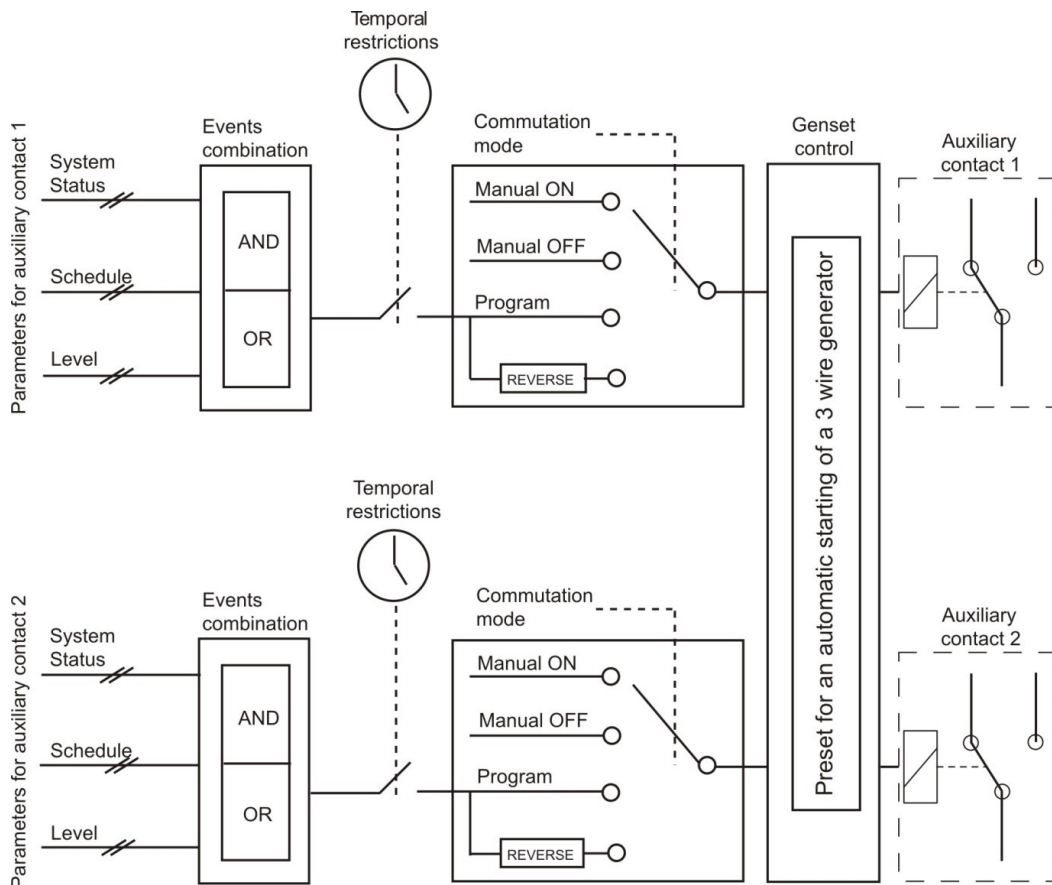 Parameters for auxiliary contact 1
Temporal
restrictions
Events
combination
Commutation
mode
Genset
control
Auxiliary
contact 1
System
Status
Schedule
Level
AND
OR
Manual ON
Manual OFF
Program
REVERSE
Preset for an automatic starting of a 3 wire generator
Parameters for auxiliary contact 2
Temporal
restrictions
Events
combination
Commutation
mode
Auxiliary
contact 2
System
Status
Schedule
Level
AND
OR
Manual ON
Manual OFF
Program
REVERSE